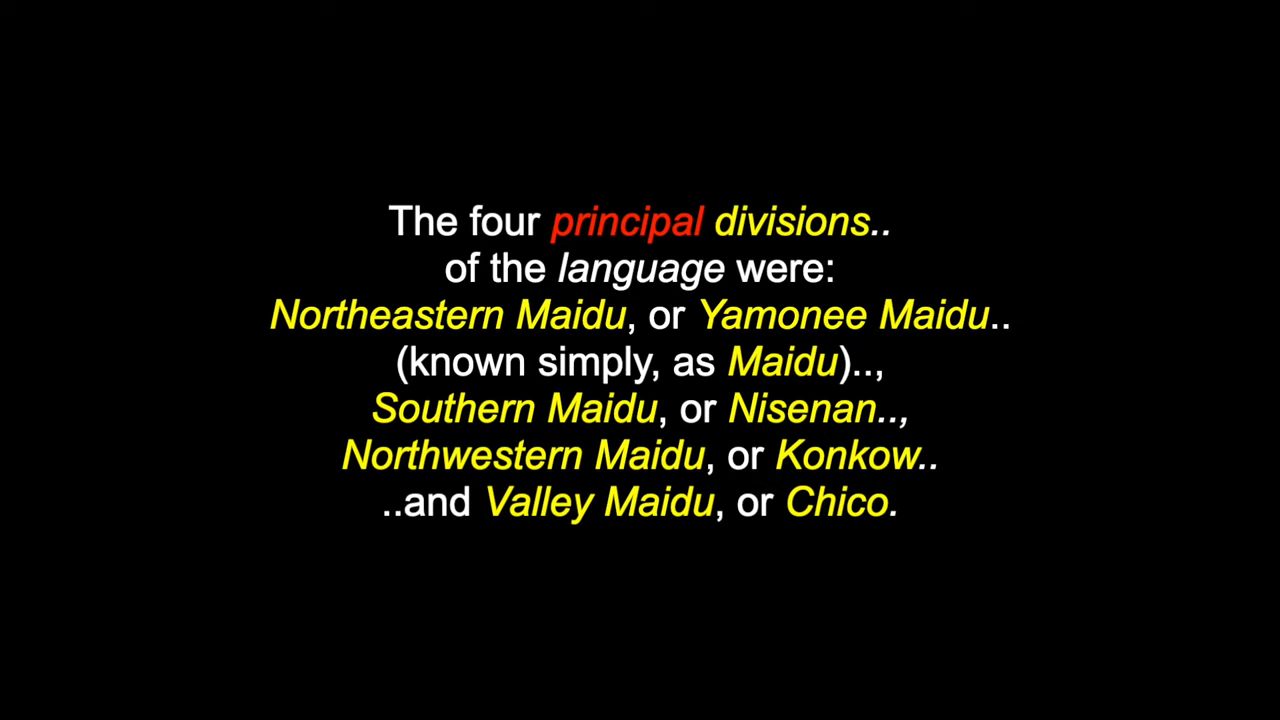 The four principal divisions..
of the language were:
Northeastern Maidu, or Yamonee Maidu..
(known simply, as Maidu)..,
Southern Maidu, or Nisenan..,
Northwestern Maidu, or Konkow..
..and Valley Maidu, or Chico.